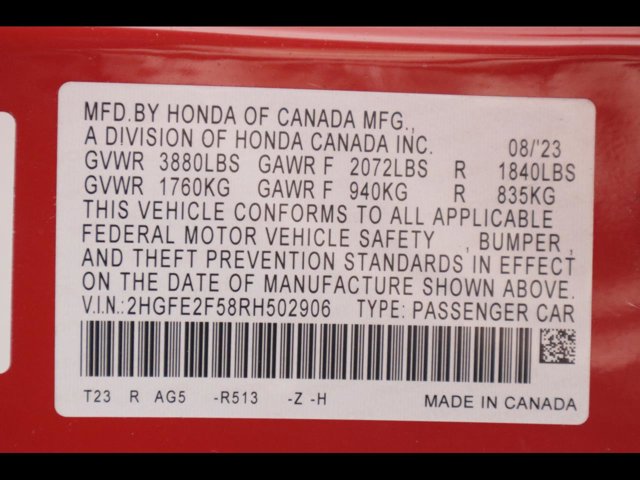 MFD.BY HONDA OF CANADA MFG.,
A DIVISION OF HONDA CANADA INC. 08/'23
GVWR 3880LBS GAWR F 2072LBS R 1840LBS
GVWR 1760KG GAWR F 940KG R 835KG
THIS VEHICLE CONFORMS TO ALL APPLICABLE
FEDERAL MOTOR VEHICLE SAFETY , BUMPER ,
AND THEFT PREVENTION STANDARDS IN EFFECT
ON THE DATE OF MANUFACTURE SHOWN ABOVE.
V.I.N.:2HGFE2F58RH502906 TYPE: PASSENGER CAR
T23 R AG5 -R513 -Z -H MADE IN CANADA